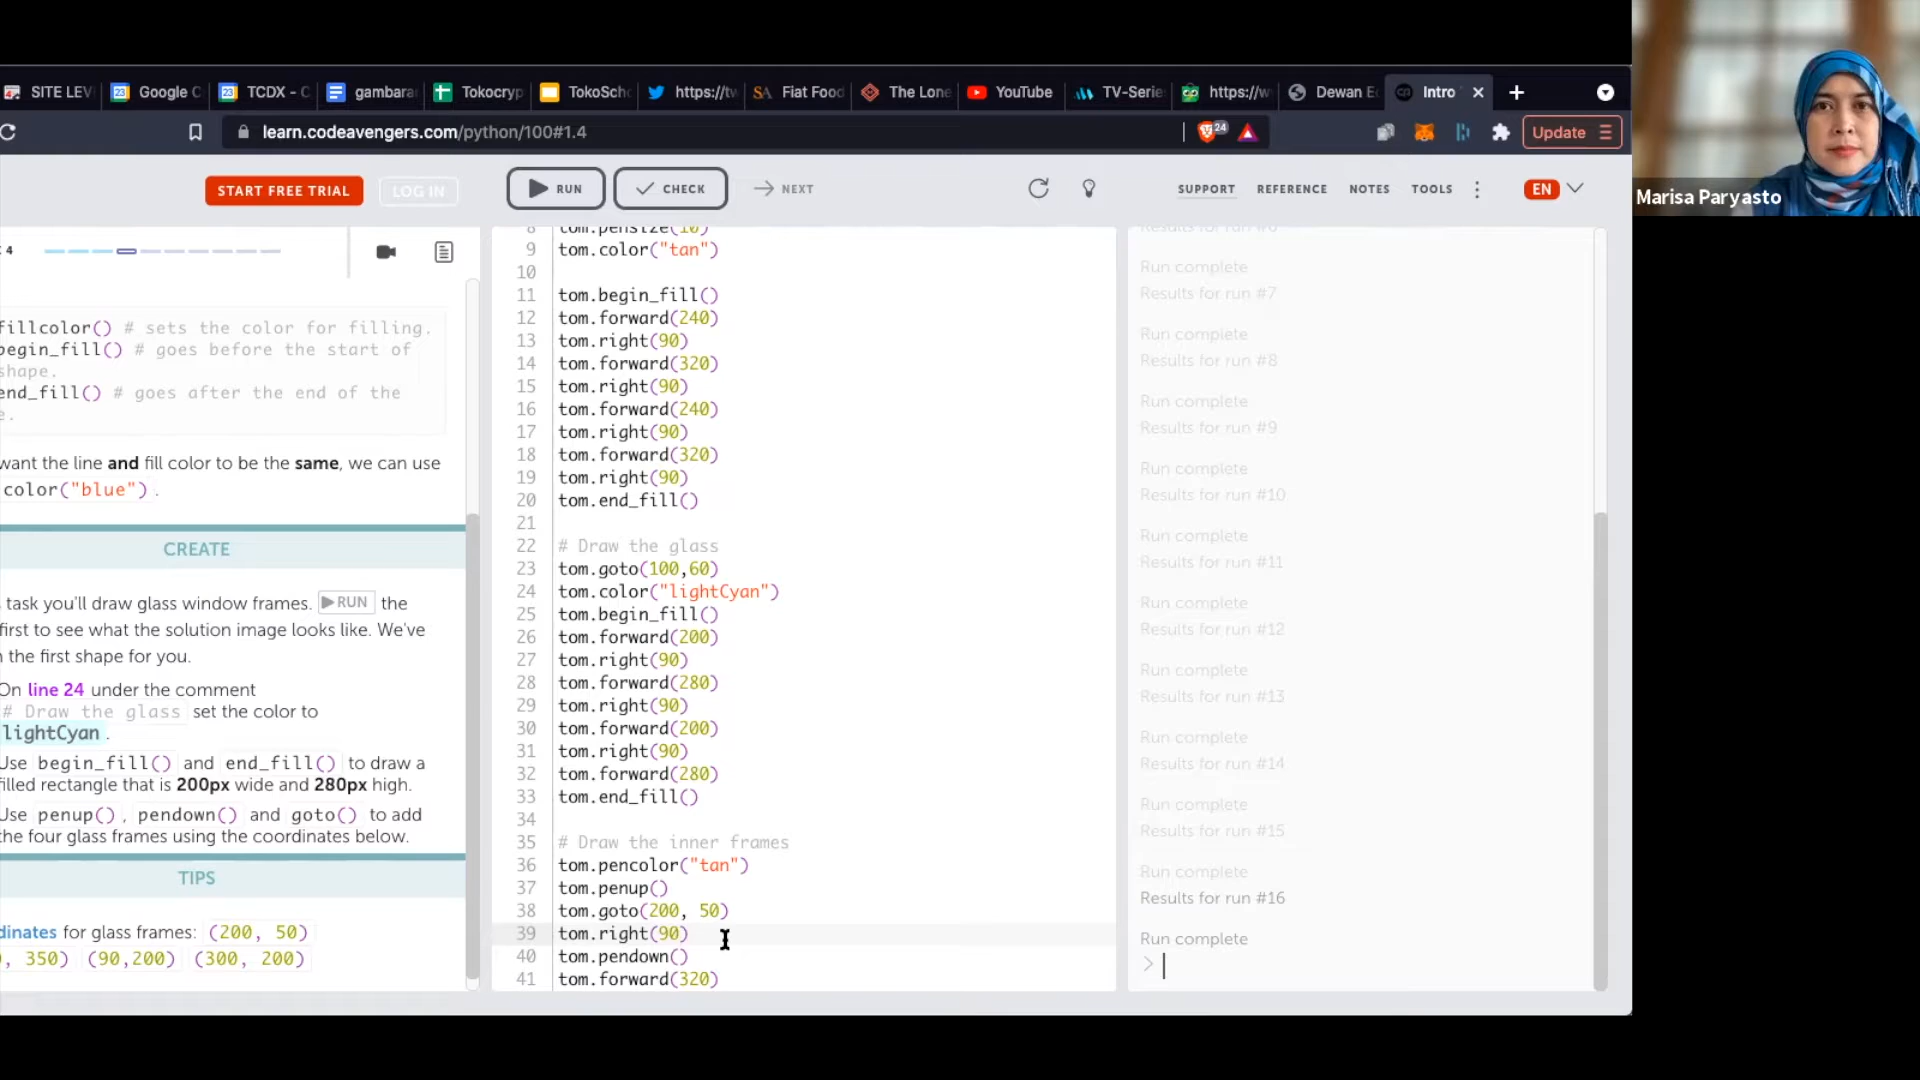 SITE LEV
Google C
TCDX - C
gambara
Tokocryp
TokoScho
https://tw
Fiat Food
The Lone
YouTube
TV-Serie
https://w
Dewan E
Intro
learn.codeavengers.com/python/100#1.4
24
Update
START FREE TRIAL
LOG IN
RUN
CHECK
NEXT
SUPPORT
REFERENCE
NOTES
TOOLS
EN
Marisa Paryasto
4
fillcolor() # sets the color for filling.
begin_fill() # goes before the start of
shape.
end_fill() # goes after the end of the
e.
want the line and fill color to be the same, we can use
color("blue") .
CREATE
task you'll draw glass window frames. RUN the
first to see what the solution image looks like. We've
the first shape for you.
On line 24 under the comment
# Draw the glass set the color to
lightCyan .
Use begin_fill() and end_fill() to draw a
filled rectangle that is 200px wide and 280px high.
Use penup() , pendown() and goto() to add
the four glass frames using the coordinates below.
TIPS
dinates for glass frames: (200, 50)
, 350) (90,200) (300, 200)
8 tom.pensize(10)
9 tom.color("tan")
10
11 tom.begin_fill()
12 tom.forward(240)
13 tom.right(90)
14 tom.forward(320)
15 tom.right(90)
16 tom.forward(240)
17 tom.right(90)
18 tom.forward(320)
19 tom.right(90)
20 tom.end_fill()
21
22 # Draw the glass
23 tom.goto(100,60)
24 tom.color("lightCyan")
25 tom.begin_fill()
26 tom.forward(200)
27 tom.right(90)
28 tom.forward(280)
29 tom.right(90)
30 tom.forward(200)
31 tom.right(90)
32 tom.forward(280)
33 tom.end_fill()
34
35 # Draw the inner frames
36 tom.pencolor("tan")
37 tom.penup()
38 tom.goto(200, 50)
39 tom.right(90)
40 tom.pendown()
41 tom.forward(320)
Results for run #6
Run complete
Results for run #7
Run complete
Results for run #8
Run complete
Results for run #9
Run complete
Results for run #10
Run complete
Results for run #11
Run complete
Results for run #12
Run complete
Results for run #13
Run complete
Results for run #14
Run complete
Results for run #15
Run complete
Results for run #16
Run complete
>